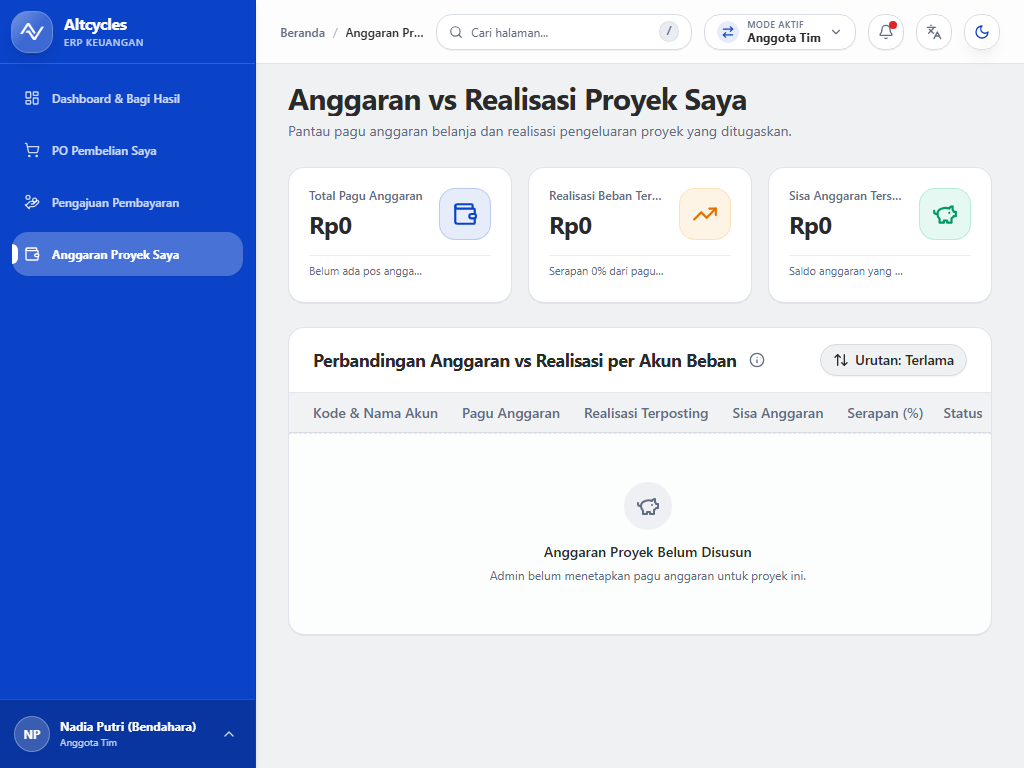 Altcycles
ERP KEUANGAN
Dashboard & Bagi Hasil
PO Pembelian Saya
Pengajuan Pembayaran
Anggaran Proyek Saya
NP
Nadia Putri (Bendahara)
Anggota Tim
Beranda / Anggaran Pr...
Cari halaman...
/
MODE AKTIF
Anggota Tim
Anggaran vs Realisasi Proyek Saya
Pantau pagu anggaran belanja dan realisasi pengeluaran proyek yang ditugaskan.
Total Pagu Anggaran
Rp0
Belum ada pos angga...
Realisasi Beban Ter...
Rp0
Serapan 0% dari pagu...
Sisa Anggaran Ters...
Rp0
Saldo anggaran yang ...
Perbandingan Anggaran vs Realisasi per Akun Beban
Urutan: Terlama
Kode & Nama Akun Pagu Anggaran Realisasi Terposting Sisa Anggaran Serapan (%) Status
Anggaran Proyek Belum Disusun
Admin belum menetapkan pagu anggaran untuk proyek ini.